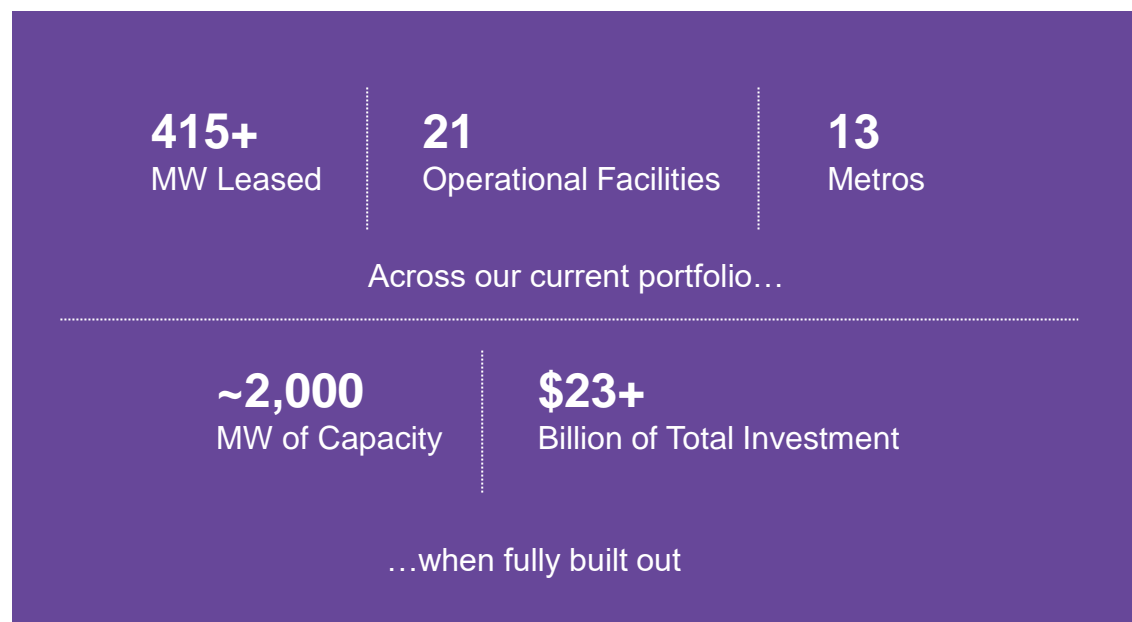 415+
MW Leased
21
Operational Facilities
13
Metros
Across our current portfolio…
~2,000
MW of Capacity
$23+
Billion of Total Investment
…when fully built out